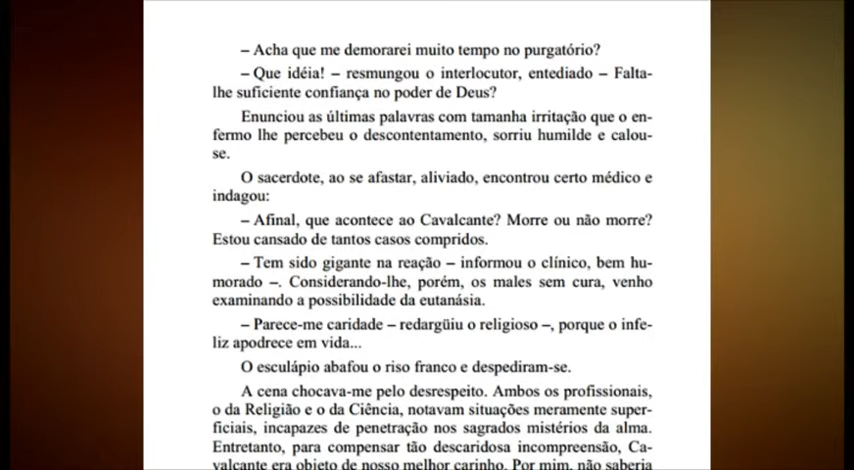 – Acha que me demorarei muito tempo no purgatório?
– Que idéia! – resmungou o interlocutor, entediado – Falta-
lhe suficiente confiança no poder de Deus?
Enunciou as últimas palavras com tamanha irritação que o en-
fermo lhe percebeu o descontentamento, sorriu humilde e calou-
se.
O sacerdote, ao se afastar, aliviado, encontrou certo médico e
indagou:
– Afinal, que acontece ao Cavalcante? Morre ou não morre?
Estou cansado de tantos casos compridos.
– Tem sido gigante na reação – informou o clínico, bem hu-
morado –. Considerando-lhe, porém, os males sem cura, venho
examinando a possibilidade da eutanásia.
– Parece-me caridade – redargüiu o religioso –, porque o infe-
liz apodrece em vida...
O esculápio abafou o riso franco e despediram-se.
A cena chocava-me pelo desrespeito. Ambos os profissionais,
o da Religião e o da Ciência, notavam situações meramente super-
ficiais, incapazes de penetração nos sagrados mistérios da alma.
Entretanto, para compensar tão descaridosa incompreensão, Ca-
valcante era objeto de nosso melhor carinho. Por mim, não saberia